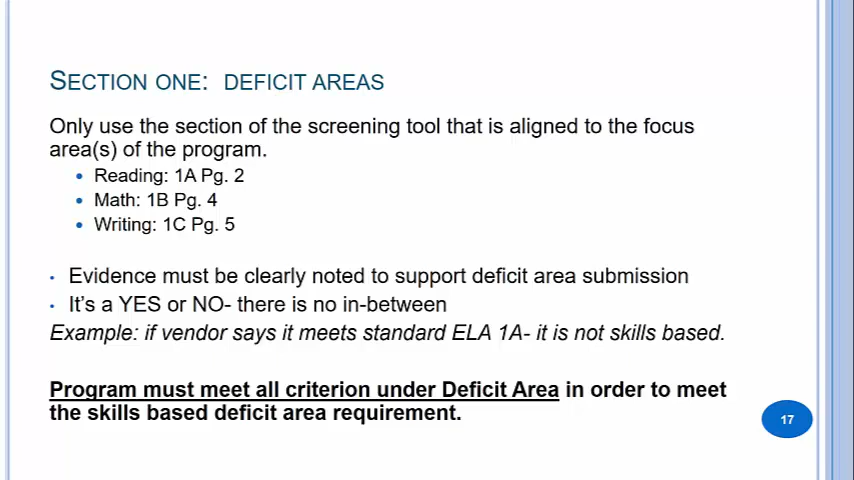 SECTION ONE: DEFICIT AREAS
Only use the section of the screening tool that is aligned to the focus
area(s) of the program.
• Reading: 1A Pg. 2
• Math: 1B Pg. 4
• Writing: 1C Pg. 5
• Evidence must be clearly noted to support deficit area submission
• It's a YES or NO- there is no in-between
Example: if vendor says it meets standard ELA 1A- it is not skills based.
Program must meet all criterion under Deficit Area in order to meet
the skills based deficit area requirement.
17